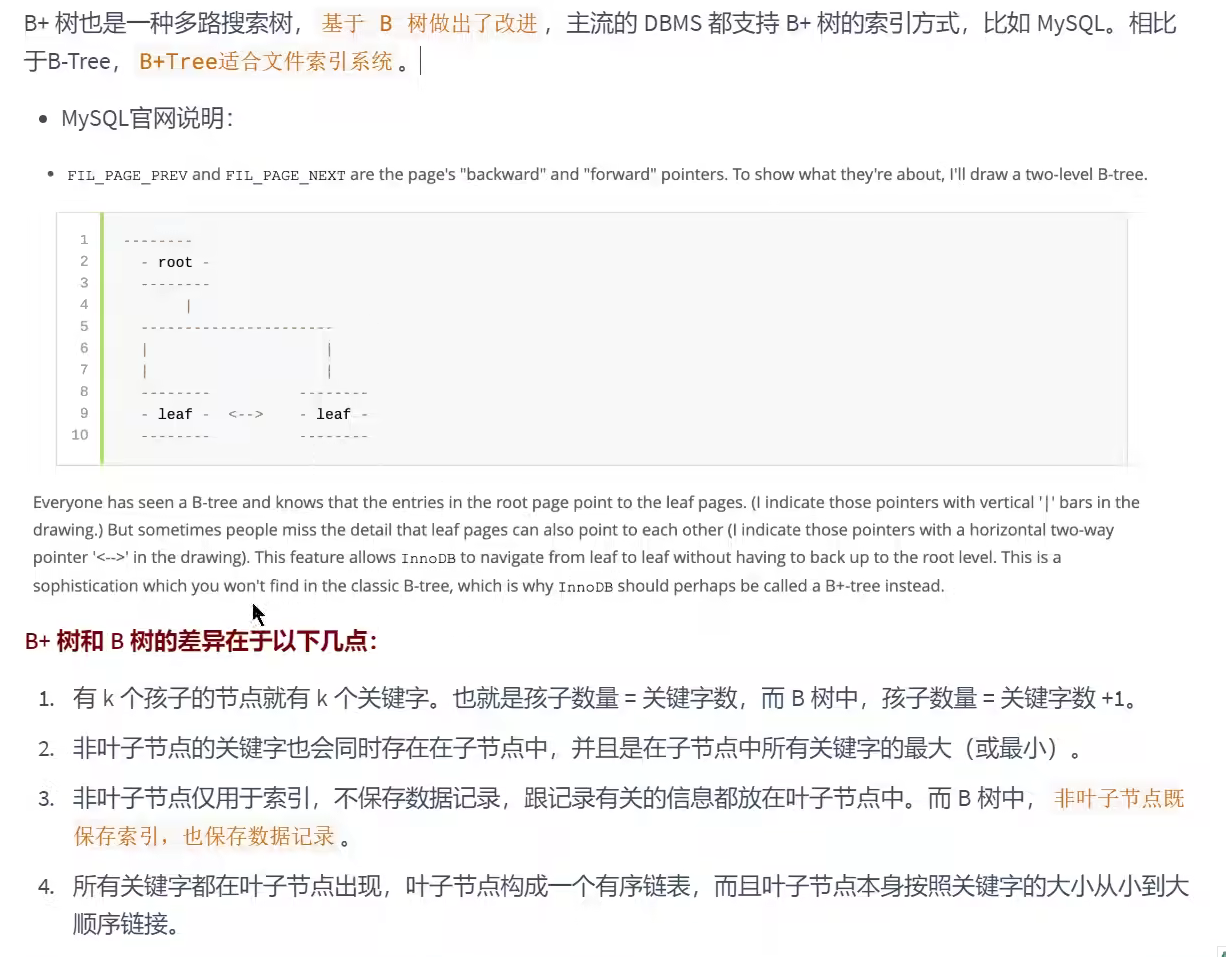 B+ 树也是一种多路搜索树，基于 B 树做出了改进，主流的 DBMS 都支持 B+ 树的索引方式，比如 MySQL。相比
于B-Tree，B+Tree适合文件索引系统。
• MySQL官网说明：
• FIL_PAGE_PREV and FIL_PAGE_NEXT are the page's "backward" and "forward" pointers. To show what they're about, I'll draw a two-level B-tree.
1 --------
2 - root -
3 --------
4 |
5 ----------------------
6 | |
7 | |
8 -------- --------
9 - leaf - <--> - leaf -
10 -------- --------
Everyone has seen a B-tree and knows that the entries in the root page point to the leaf pages. (I indicate those pointers with vertical '|' bars in the
drawing.) But sometimes people miss the detail that leaf pages can also point to each other (I indicate those pointers with a horizontal two-way
pointer '<-->' in the drawing). This feature allows InnoDB to navigate from leaf to leaf without having to back up to the root level. This is a
sophistication which you won't find in the classic B-tree, which is why InnoDB should perhaps be called a B+-tree instead.
B+ 树和 B 树的差异在于以下几点：
1. 有 k 个孩子的节点就有 k 个关键字。也就是孩子数量 = 关键字数，而 B 树中，孩子数量 = 关键字数 +1。
2. 非叶子节点的关键字也会同时存在在子节点中，并且是在子节点中所有关键字的最大（或最小）。
3. 非叶子节点仅用于索引，不保存数据记录，跟记录有关的信息都放在叶子节点中。而 B 树中，非叶子节点既
保存索引，也保存数据记录。
4. 所有关键字都在叶子节点出现，叶子节点构成一个有序链表，而且叶子节点本身按照关键字的大小从小到大
顺序链接。